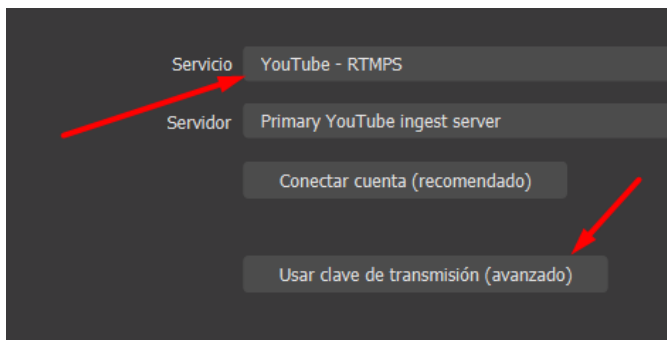 Servicio YouTube - RTMPS
Servidor Primary YouTube ingest server
Conectar cuenta (recomendado)
Usar clave de transmisión (avanzado)